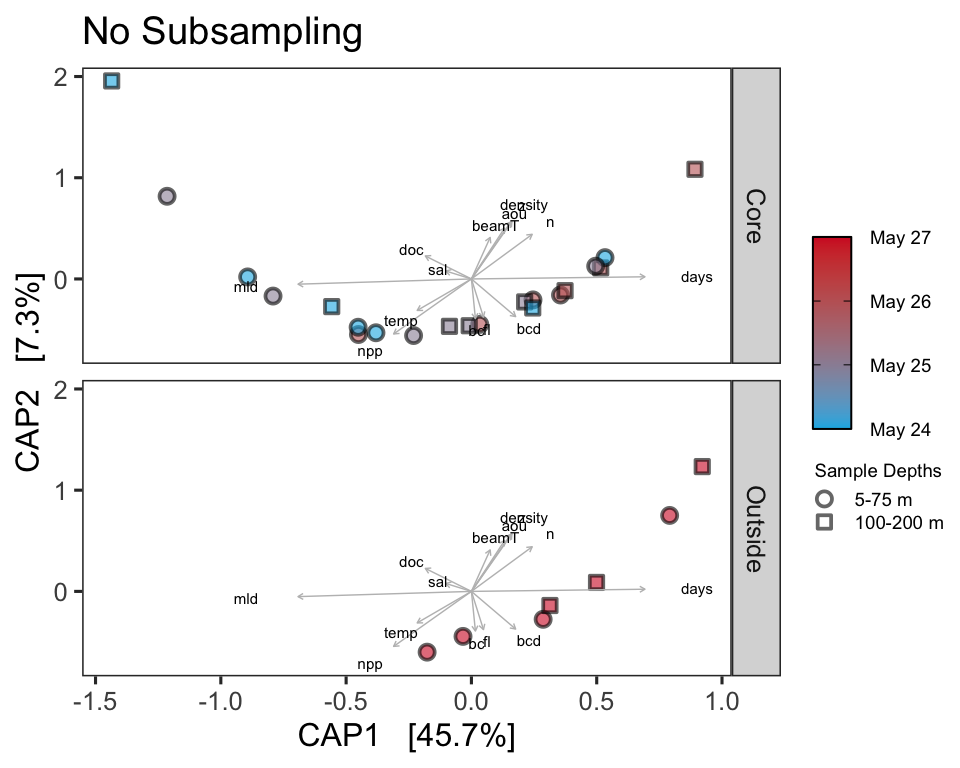 No Subsampling
2
1
0
density
z
aou
beamT
n
doc
sal
mld
days
temp
bc
fl
bcd
npp
Core
2
1
0
density
z
aou
beamT
n
doc
sal
mld
days
temp
bc
fl
bcd
npp
Outside
CAP2 [7.3%]
-1.5
-1.0
-0.5
0.0
0.5
1.0
CAP1 [45.7%]
May 27
May 26
May 25
May 24
Sample Depths
5-75 m
100-200 m